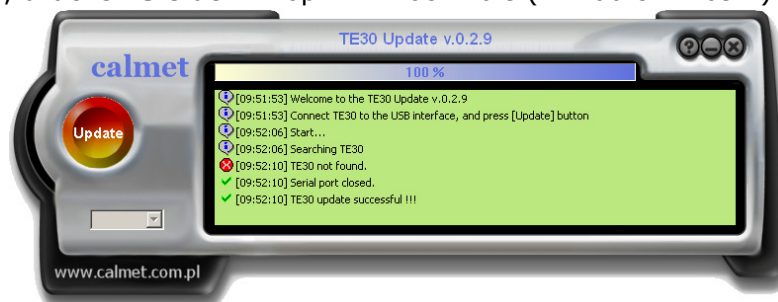 TE30 Update v.0.2.9
calmet
100 %
Update
[09:51:53] Welcome to the TE30 Update v.0.2.9
[09:51:53] Connect TE30 to the USB interface, and press [Update] button
[09:52:06] Start...
[09:52:06] Searching TE30
[09:52:10] TE30 not found.
[09:52:10] Serial port closed.
[09:52:10] TE30 update successful !!!
www.calmet.com.pl